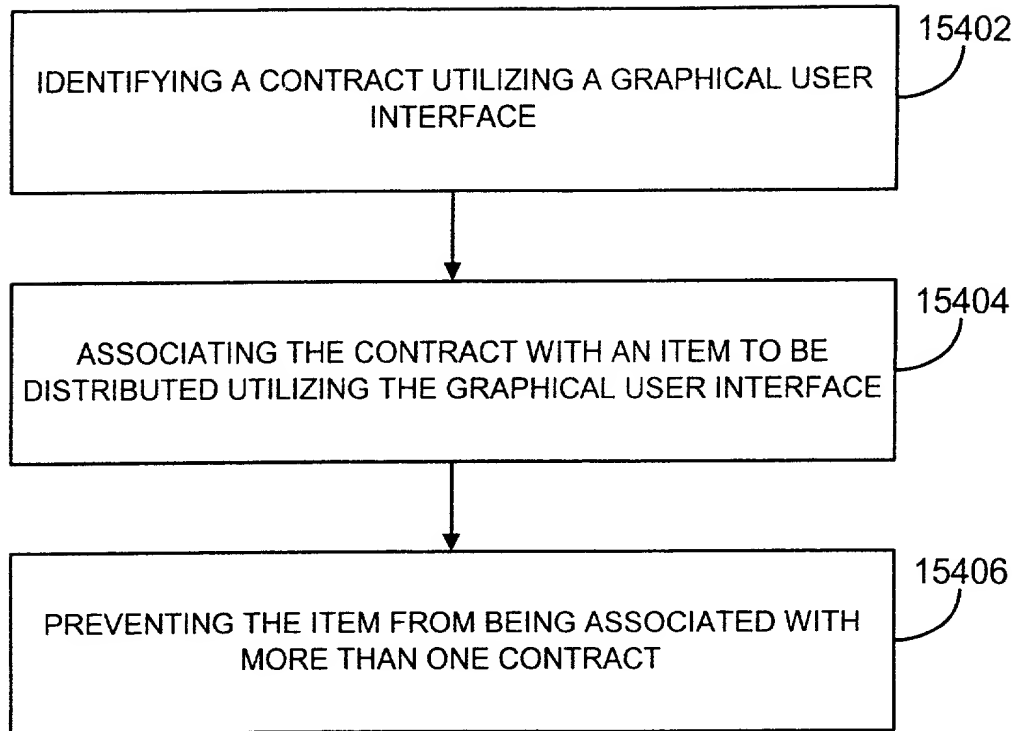 15402
IDENTIFYING A CONTRACT UTILIZING A GRAPHICAL USER
INTERFACE
15404
ASSOCIATING THE CONTRACT WITH AN ITEM TO BE
DISTRIBUTED UTILIZING THE GRAPHICAL USER INTERFACE
15406
PREVENTING THE ITEM FROM BEING ASSOCIATED WITH
MORE THAN ONE CONTRACT